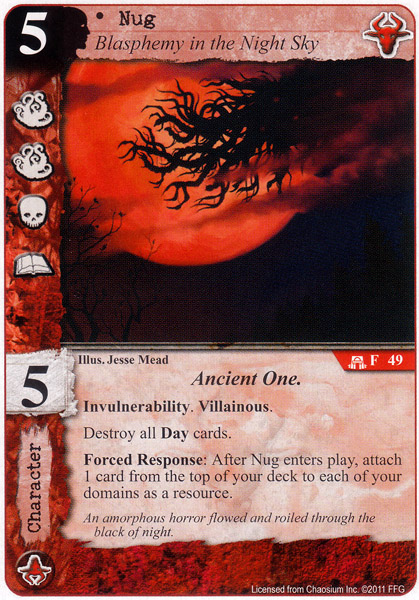 5
• Nug
Blasphemy in the Night Sky
Illus. Jesse Mead
F 49
5
Ancient One.
Invulnerability. Villainous.
Destroy all Day cards.
Forced Response: After Nug enters play, attach
1 card from the top of your deck to each of your
domains as a resource.
An amorphous horror flowed and roiled through the
black of night.
Character
Licensed from Chaosium Inc. ©2011 FFG